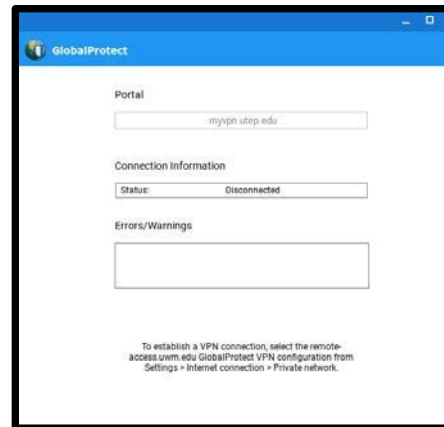 GlobalProtect
Portal
myvpn.utep.edu
Connection Information
Status: Disconnected
Errors/Warnings
To establish a VPN connection, select the remote-
access.uwm.edu GlobalProtect VPN configuration from
Settings > Internet connection > Private network.